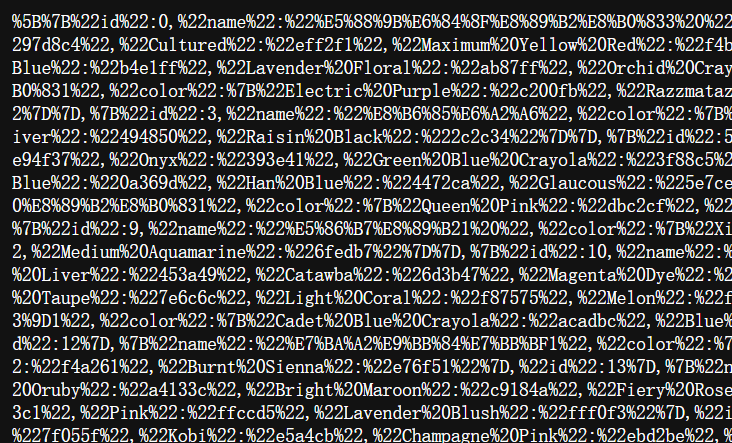 %5B%7B%22id%22:0,%22name%22:%22%E5%88%9B%E6%84%8F%E8%89%B2%E8%B0%833%20%22
297d8c4%22,%22Cultured%22:%22eff2f1%22,%22Maximum%20Yellow%20Red%22:%22f4b
Blue%22:%22b4e1ff%22,%22Lavender%20Floral%22:%22ab87ff%22,%22Orchid%20Cray
B0%831%22,%22color%22:%7B%22Electric%20Purple%22:%22c200fb%22,%22Razzmataz
2%7D%7D,%7B%22id%22:3,%22name%22:%22%E8%B6%85%E6%A2%A6%22,%22color%22:%7B%
iver%22:%22494850%22,%22Raisin%20Black%22:%222c2c34%22%7D%7D,%7B%22id%22:5
e94f37%22,%22Onyx%22:%22393e41%22,%22Green%20Blue%20Crayola%22:%223f88c5%2
Blue%22:%220a369d%22,%22Han%20Blue%22:%224472ca%22,%22Glaucous%22:%225e7ce
0%E8%89%B2%E8%B0%831%22,%22color%22:%7B%22Queen%20Pink%22:%22dbc2cf%22,%22
%7B%22id%22:9,%22name%22:%22%E5%86%B7%E8%89%B21%20%22,%22color%22:%7B%22Xi
2,%22Medium%20Aquamarine%22:%226fedb7%22%7D%7D,%7B%22id%22:10,%22name%22:%
%20Liver%22:%22453a49%22,%22Catawba%22:%226d3b47%22,%22Magenta%20Dye%22:%2
%20Taupe%22:%227e6c6c%22,%22Light%20Coral%22:%22f87575%22,%22Melon%22:%22f
3%9D1%22,%22color%22:%7B%22Cadet%20Blue%20Crayola%22:%22acadbc%22,%22Blue%
d%22:12%7D,%7B%22name%22:%22%E7%BA%A2%E9%BB%84%E7%BB%BF1%22,%22color%22:%7
2:%22f4a261%22,%22Burnt%20Sienna%22:%22e76f51%22%7D,%22id%22:13%7D,%7B%22n
20Oruby%22:%22a4133c%22,%22Bright%20Maroon%22:%22c9184a%22,%22Fiery%20Rose
3c1%22,%22Pink%22:%22ffccd5%22,%22Lavender%20Blush%22:%22fff0f3%22%7D,%22i
%227f055f%22,%22Kobi%22:%22e5a4cb%22,%22Champagne%20Pink%22:%22ebd2be%22,%